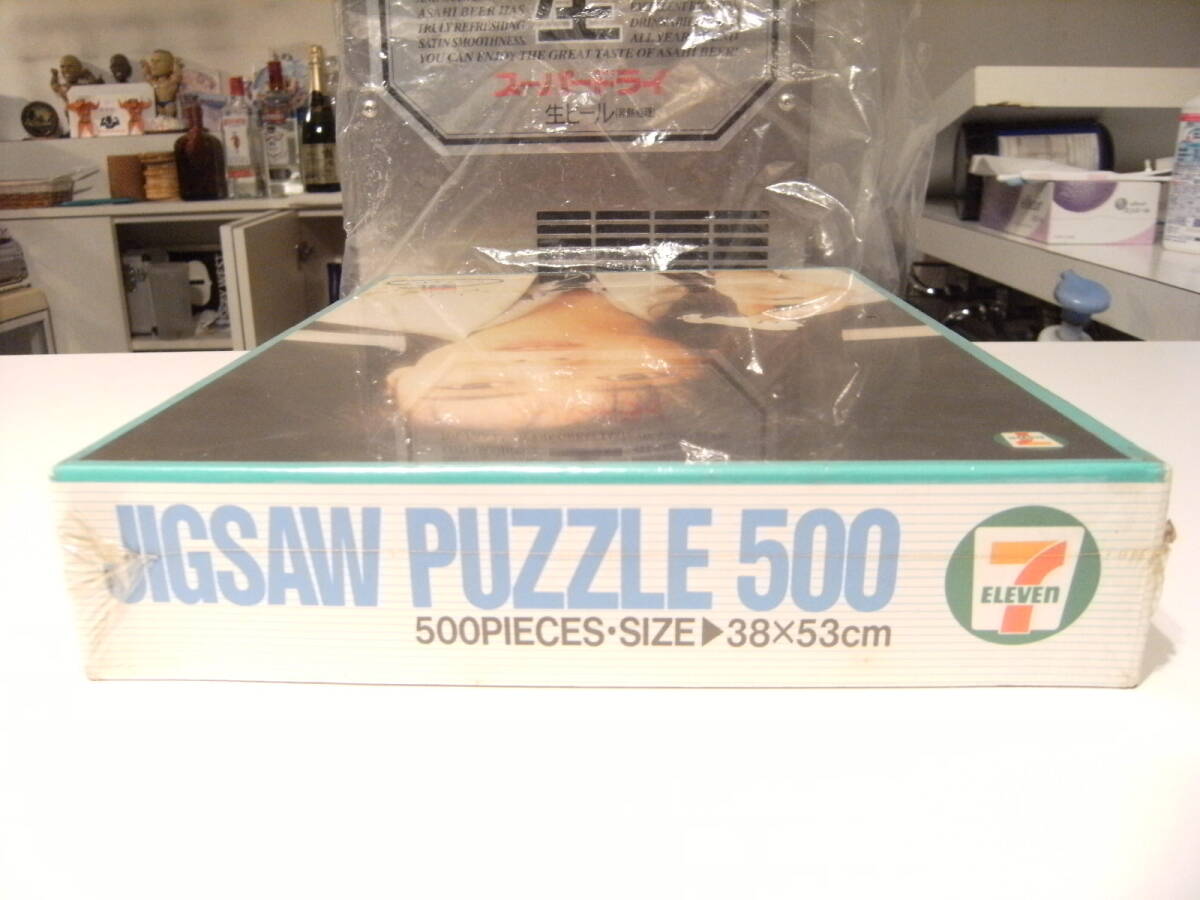 ASAHI BEER HAS
TRULY REFRESHING
SATIN SMOOTHNESS.
ALL YEAR
YOU CAN ENJOY THE GREAT TASTE OF ASAHI BEER!
生
スーパードライ
生ビール
JIGSAW PUZZLE 500
500PIECES・SIZE▶38×53cm
7
ELEVEn